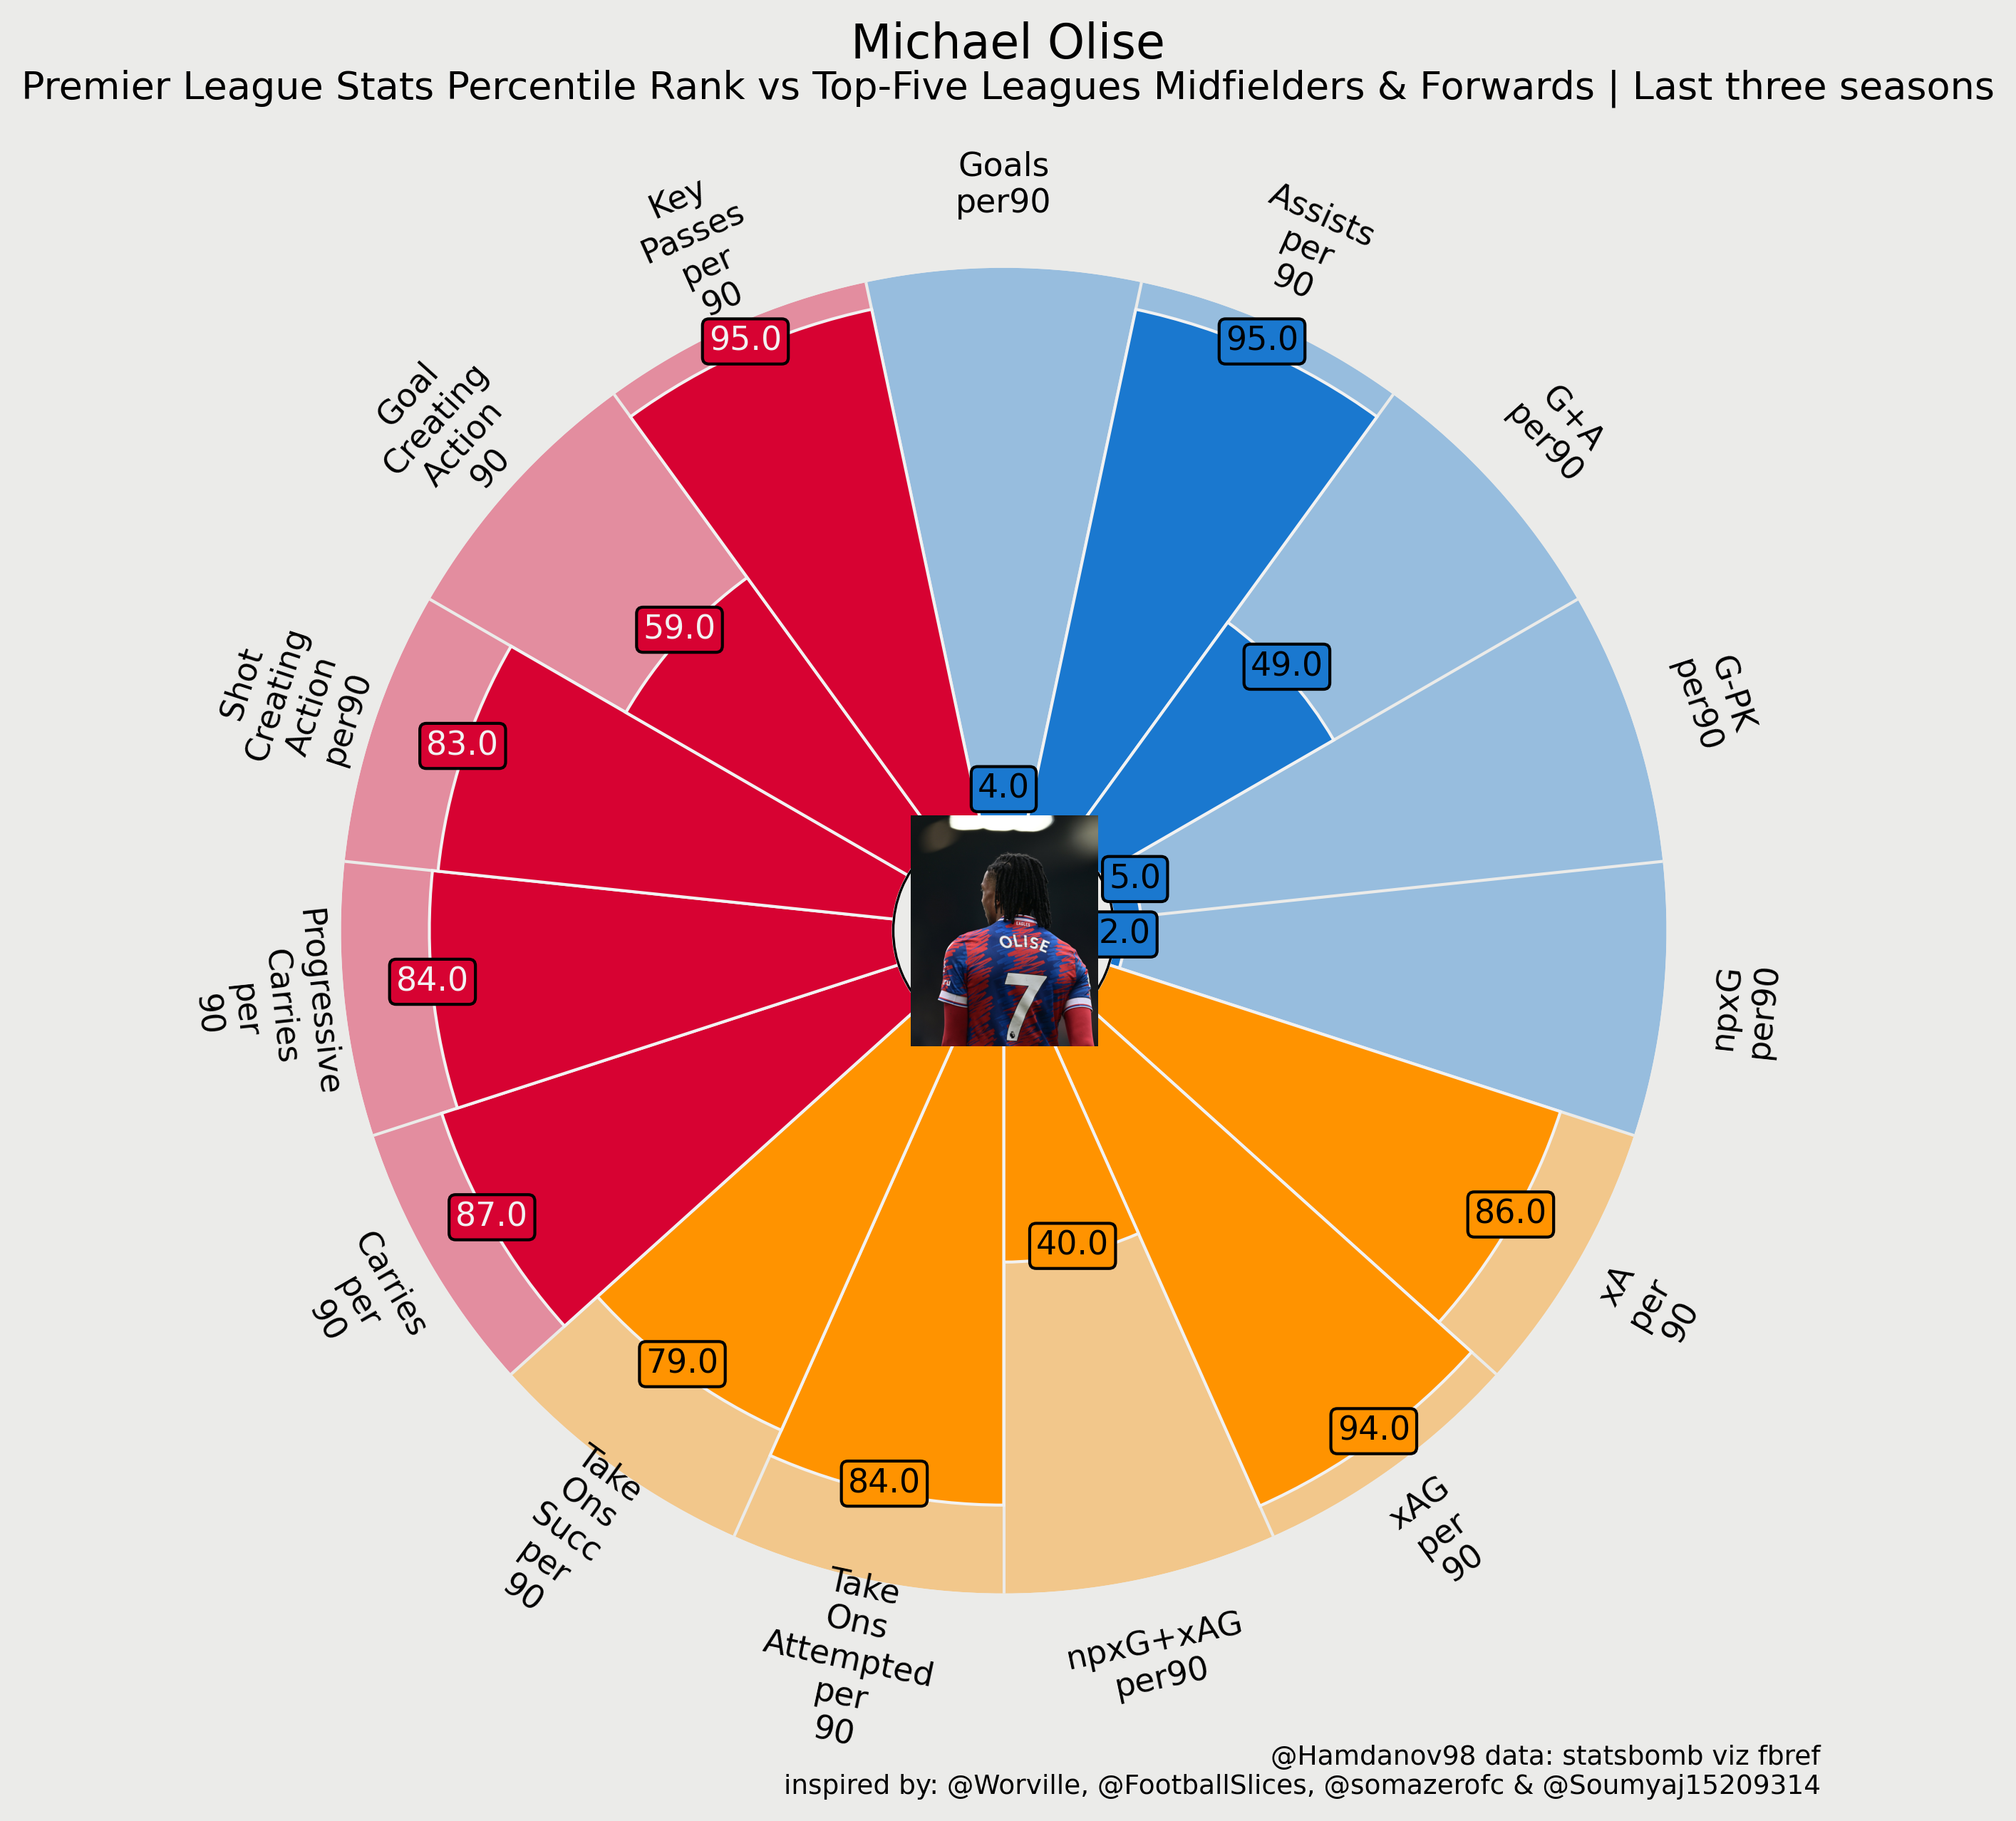 Michael Olise
Premier League Stats Percentile Rank vs Top-Five Leagues Midfielders & Forwards | Last three seasons
Goals
per90
Assists
per
90
G+A
per90
G-PK
per90
npxG
per90
xA
per
90
xAG
per
90
npxG+xAG
per90
Take
Ons
Attempted
per
90
Take
Ons
Succ
per
90
Carries
per
90
Progressive
Carries
per
90
Shot
Creating
Action
per90
Goal
Creating
Action
90
Key
Passes
per
90
4.0
95.0
49.0
5.0
2.0
86.0
94.0
40.0
84.0
79.0
87.0
84.0
83.0
59.0
95.0
OLISE
7
@Hamdanov98 data: statsbomb viz fbref
inspired by: @Worville, @FootballSlices, @somazerofc & @Soumyaj15209314